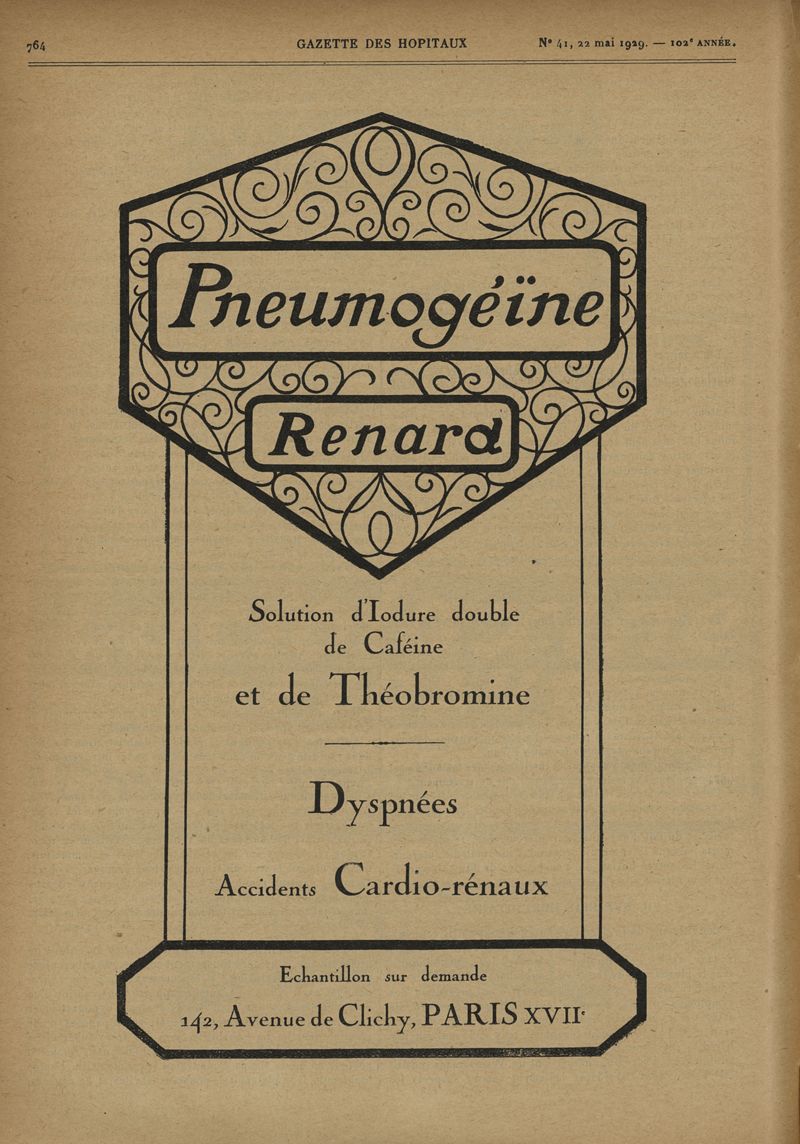 764
GAZETTE DES HOPITAUX
N° 41, 22 mai 1929. — 102e ANNÉE.
Pneumogéïne
Renard
Solution d'Iodure double
de Caféine
et de Théobromine
Dyspnées
Accidents Cardio-rénaux
Echantillon sur demande
142, Avenue de Clichy, PARIS XVIIe